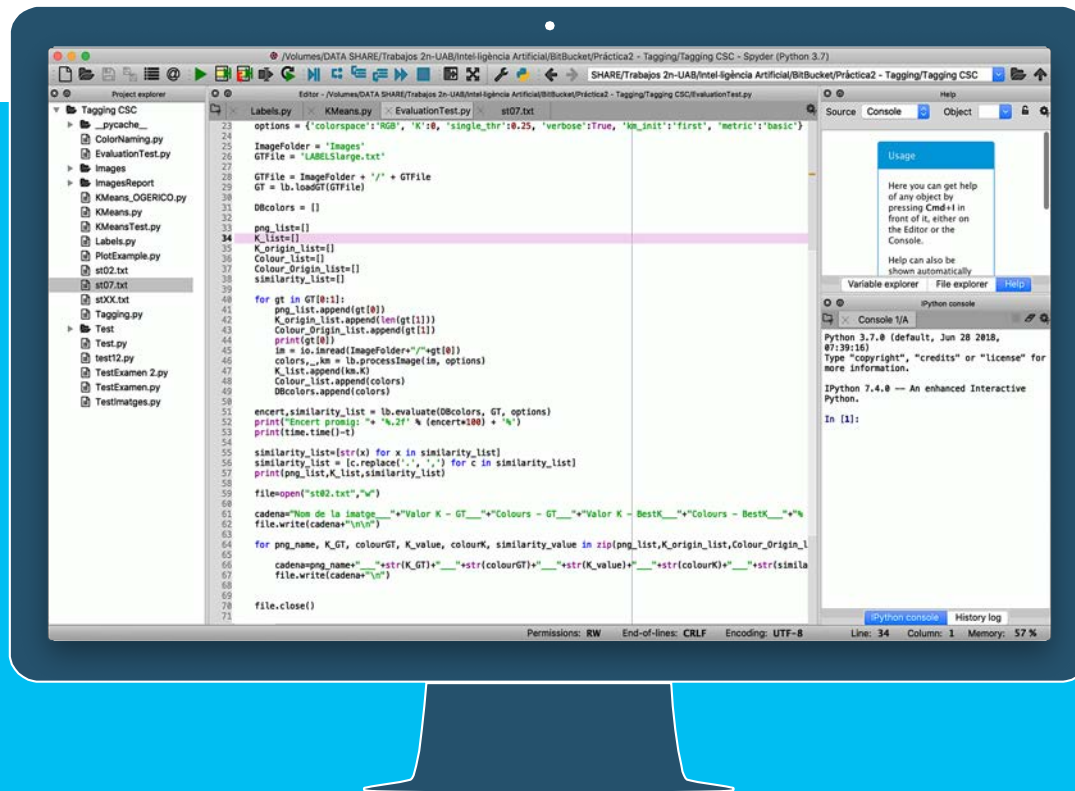 /Volumes/DATA SHARE/Trabajos 2n-UAB/Intel·ligència Artificial/BitBucket/Práctica2 - Tagging/Tagging CSC - Spyder (Python 3.7)
SHARE/Trabajos 2n-UAB/Intel·ligència Artificial/BitBucket/Práctica2 - Tagging/Tagging CSC
Project explorer
Tagging CSC
__pycache__
ColorNaming.py
EvaluationTest.py
Images
ImagesReport
KMeans_OGERICO.py
KMeans.py
KMeansTest.py
Labels.py
PlotExample.py
st02.txt
st07.txt
stXX.txt
Tagging.py
Test
Test.py
test12.py
TestExamen 2.py
TestExamen.py
TestImatges.py
Editor - /Volumes/DATA SHARE/Trabajos 2n-UAB/Intel·ligència Artificial/BitBucket/Práctica2 - Tagging/Tagging CSC/EvaluationTest.py
Labels.py KMeans.py EvaluationTest.py st07.txt
23 options = {'colorspace':'RGB', 'K':0, 'single_thr':0.25, 'verbose':True, 'km_init':'first', 'metric':'basic'}
24
25 ImageFolder = 'Images'
26 GTFile = 'LABELSlarge.txt'
27
28 GTFile = ImageFolder + '/' + GTFile
29 GT = lb.loadGT(GTFile)
30
31 DBcolors = []
32
33 png_list=[]
34 K_list=[]
35 K_origin_list=[]
36 Colour_list=[]
37 Colour_Origin_list=[]
38 similarity_list=[]
39
40 for gt in GT[0:1]:
41 png_list.append(gt[0])
42 K_origin_list.append(len(gt[1]))
43 Colour_Origin_list.append(gt[1])
44 print(gt[0])
45 im = io.imread(ImageFolder+"/"+gt[0])
46 colors,_,km = lb.processImage(im, options)
47 K_list.append(km.K)
48 Colour_list.append(colors)
49 DBcolors.append(colors)
50
51 encert,similarity_list = lb.evaluate(DBcolors, GT, options)
52 print("Encert promig: "+ '%.2f' % (encert*100) + '%')
53 print(time.time()-t)
54
55 similarity_list=[str(x) for x in similarity_list]
56 similarity_list = [c.replace('.', ',') for c in similarity_list]
57 print(png_list,K_list,similarity_list)
58
59 file=open("st02.txt","w")
60
61 cadena="Nom de la imatge___"+"Valor K - GT___"+"Colours - GT___"+"Valor K - BestK___"+"Colours - BestK___"+"%
62 file.write(cadena+"\n\n")
63
64 for png_name, K_GT, colourGT, K_value, colourK, similarity_value in zip(png_list,K_origin_list,Colour_Origin_l
65
66 cadena=png_name+"___"+str(K_GT)+"___"+str(colourGT)+"___"+str(K_value)+"___"+str(colourK)+"___"+str(simila
67 file.write(cadena+"\n")
68
69
70 file.close()
71
Help
Source Console Object
Usage
Here you can get help
of any object by
pressing Cmd+I in
front of it, either on
the Editor or the
Console.
Help can also be
shown automatically
Variable explorer File explorer Help
IPython console
Console 1/A
Python 3.7.0 (default, Jun 28 2018,
07:39:16)
Type "copyright", "credits" or "license" for
more information.
IPython 7.4.0 -- An enhanced Interactive
Python.
In [1]:
IPython console History log
Permissions: RW End-of-lines: CRLF Encoding: UTF-8 Line: 34 Column: 1 Memory: 57 %